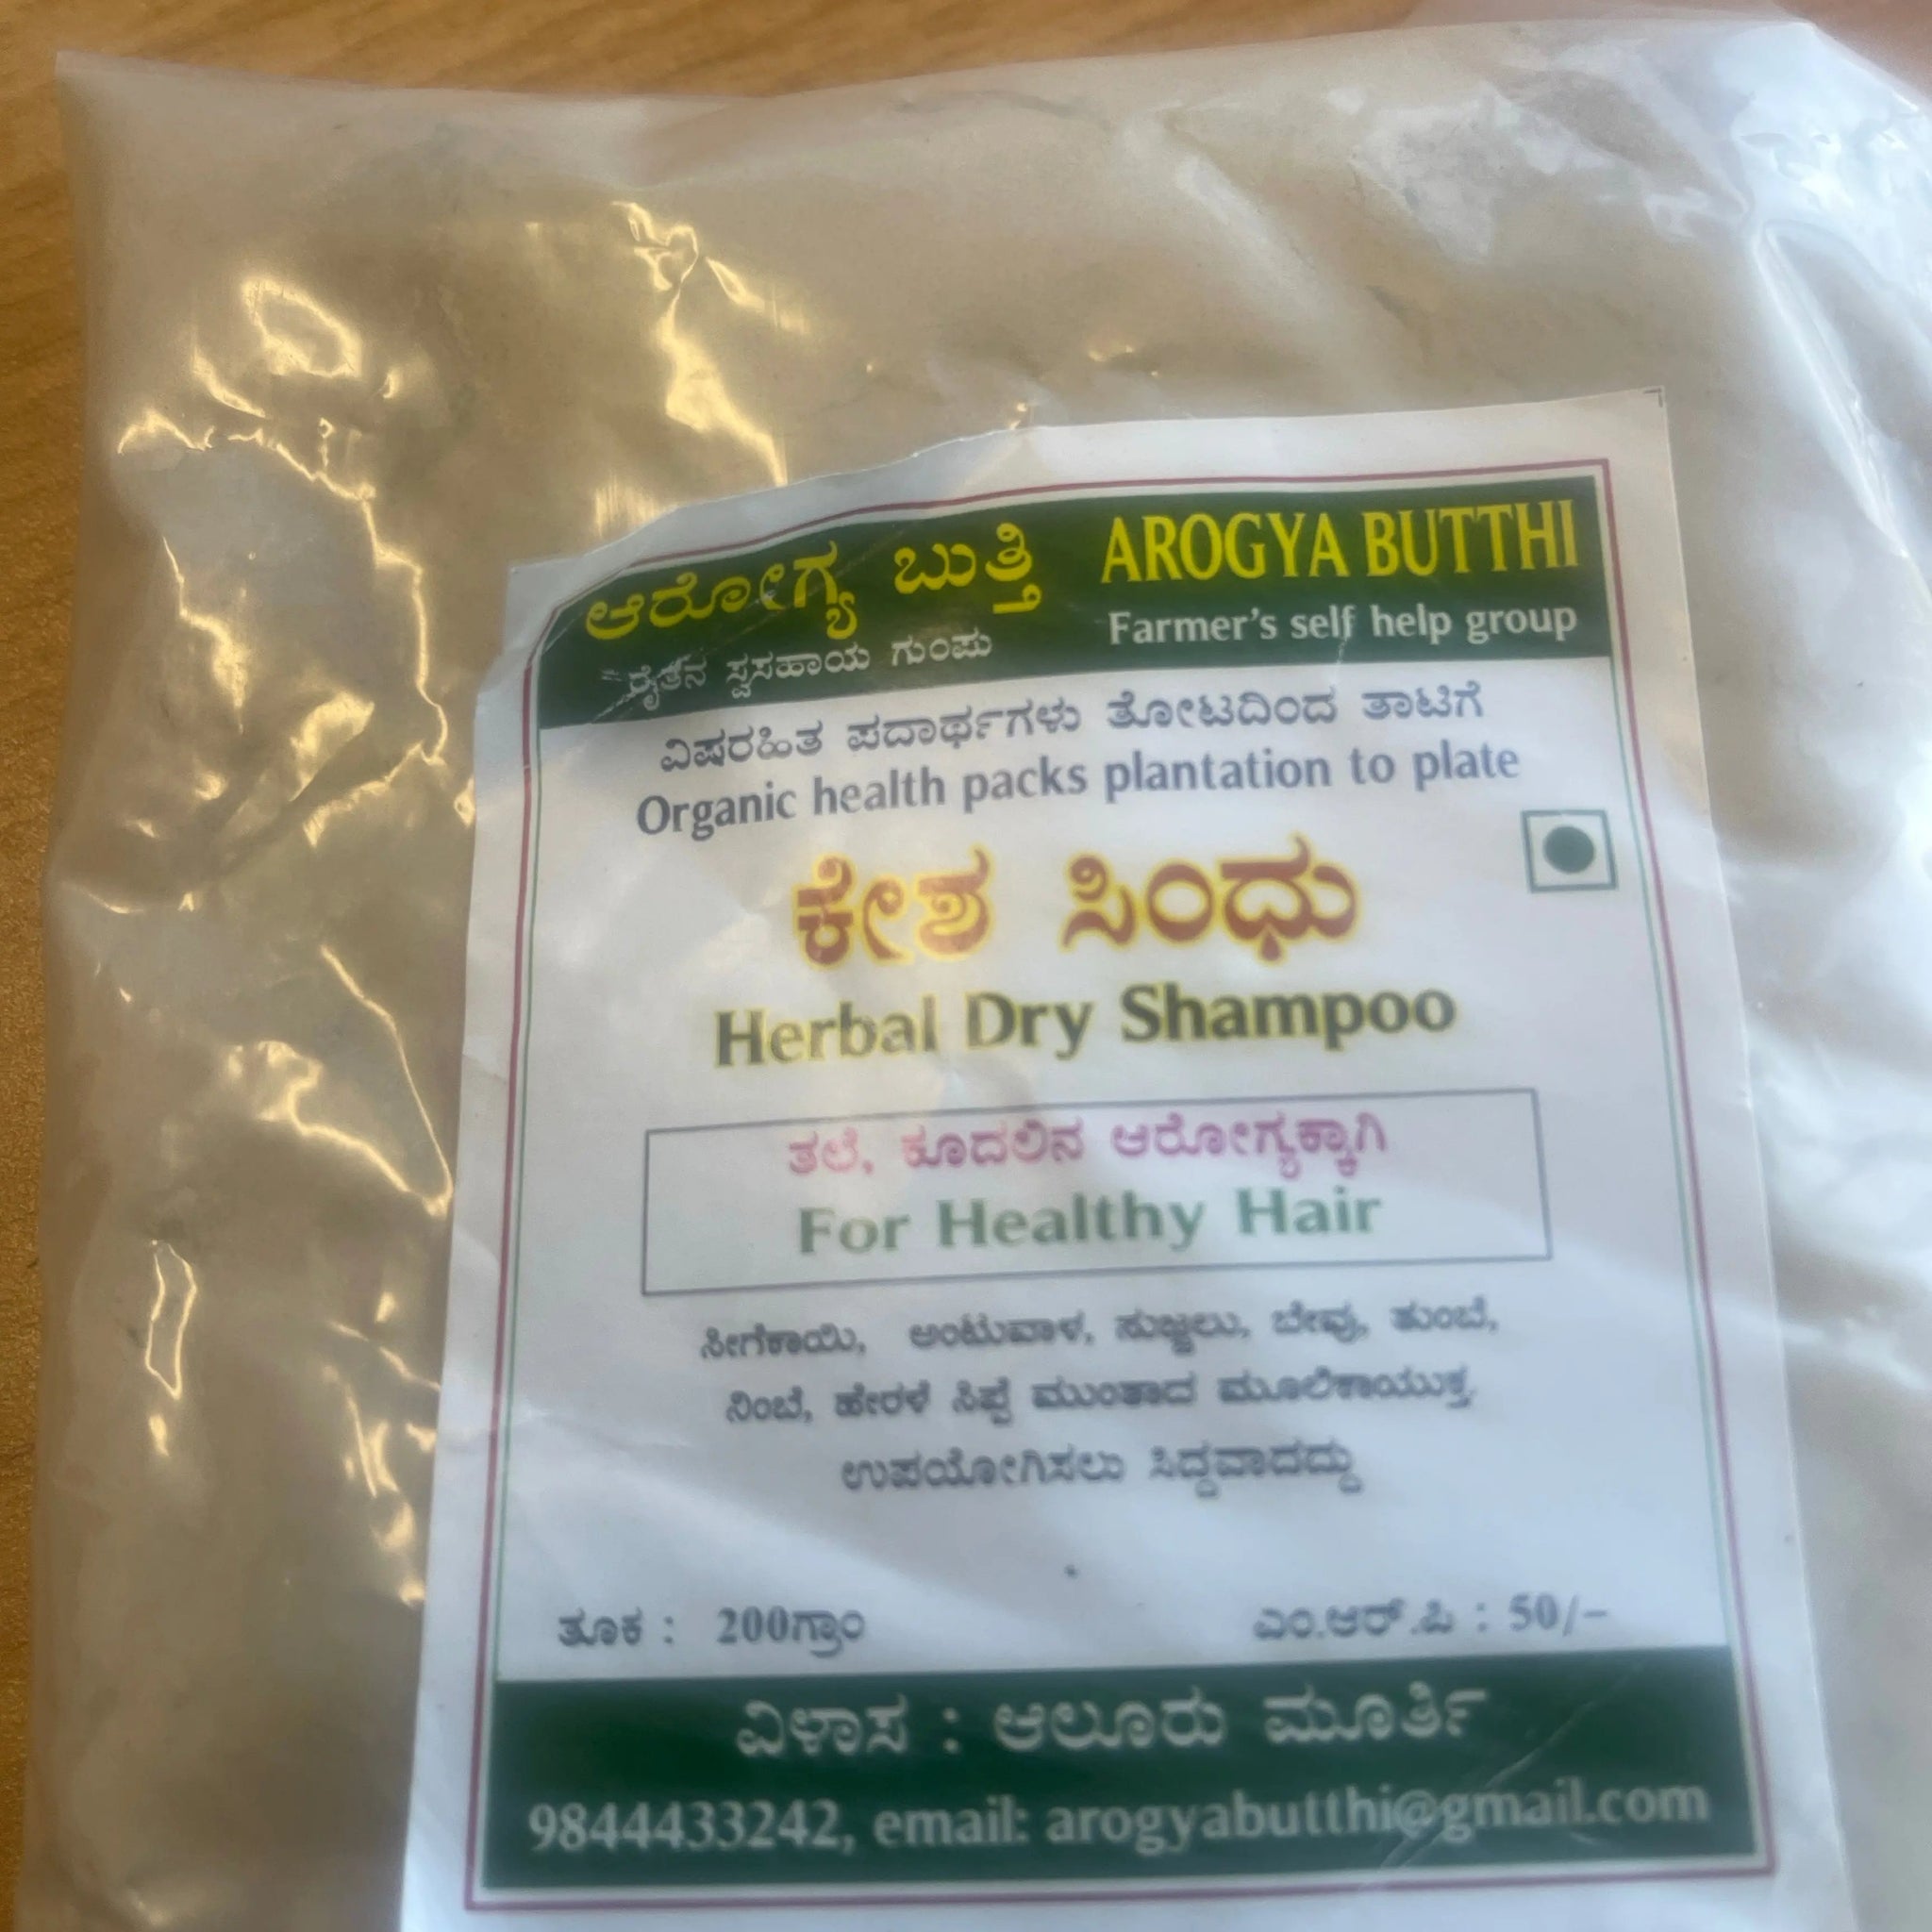 ಆರೋಗ್ಯ ಬುತ್ತಿ AROGYA BUTTHI
ರೈತನ ಸ್ವಸಹಾಯ ಗುಂಪು Farmer's self help group
ವಿಷರಹಿತ ಪದಾರ್ಥಗಳು ತೋಟದಿಂದ ತಾಟಿಗೆ
Organic health packs plantation to plate
ಕೇಶ ಸಿಂಧು
Herbal Dry Shampoo
ತಲೆ, ಕೂದಲಿನ ಆರೋಗ್ಯಕ್ಕಾಗಿ
For Healthy Hair
ಸೀಗೆಕಾಯಿ, ಅಂಟುವಾಳ, ಸುಜ್ಜಲು, ಬೇವು, ತುಂಬೆ,
ನಿಂಬೆ, ಹೇರಳೆ ಸಿಪ್ಪೆ ಮುಂತಾದ ಮೂಲಿಕಾಯುಕ್ತ
ಉಪಯೋಗಿಸಲು ಸಿದ್ದವಾದದ್ದು
ತೂಕ : 200ಗ್ರಾಂ ಎಂ.ಆರ್.ಪಿ : 50/-
ವಿಳಾಸ : ಆಲೂರು ಮೂರ್ತಿ
9844433242, email: arogyabutthi@gmail.com